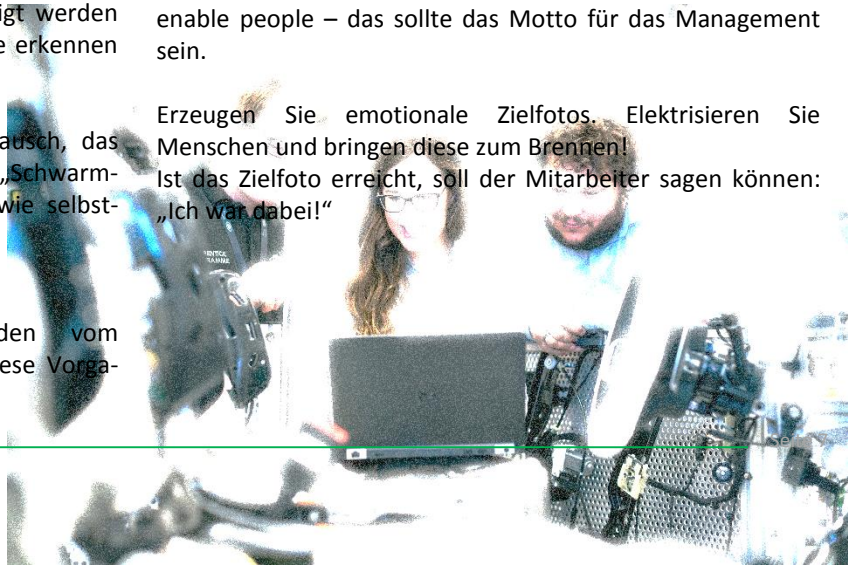 igt werden
e erkennen
ausch, das
„Schwarm-
wie selbst-
den vom
ese Vorga-
enable people – das sollte das Motto für das Management
sein.
Erzeugen Sie emotionale Zielfotos. Elektrisieren Sie
Menschen und bringen diese zum Brennen!
Ist das Zielfoto erreicht, soll der Mitarbeiter sagen können:
„Ich war dabei!“